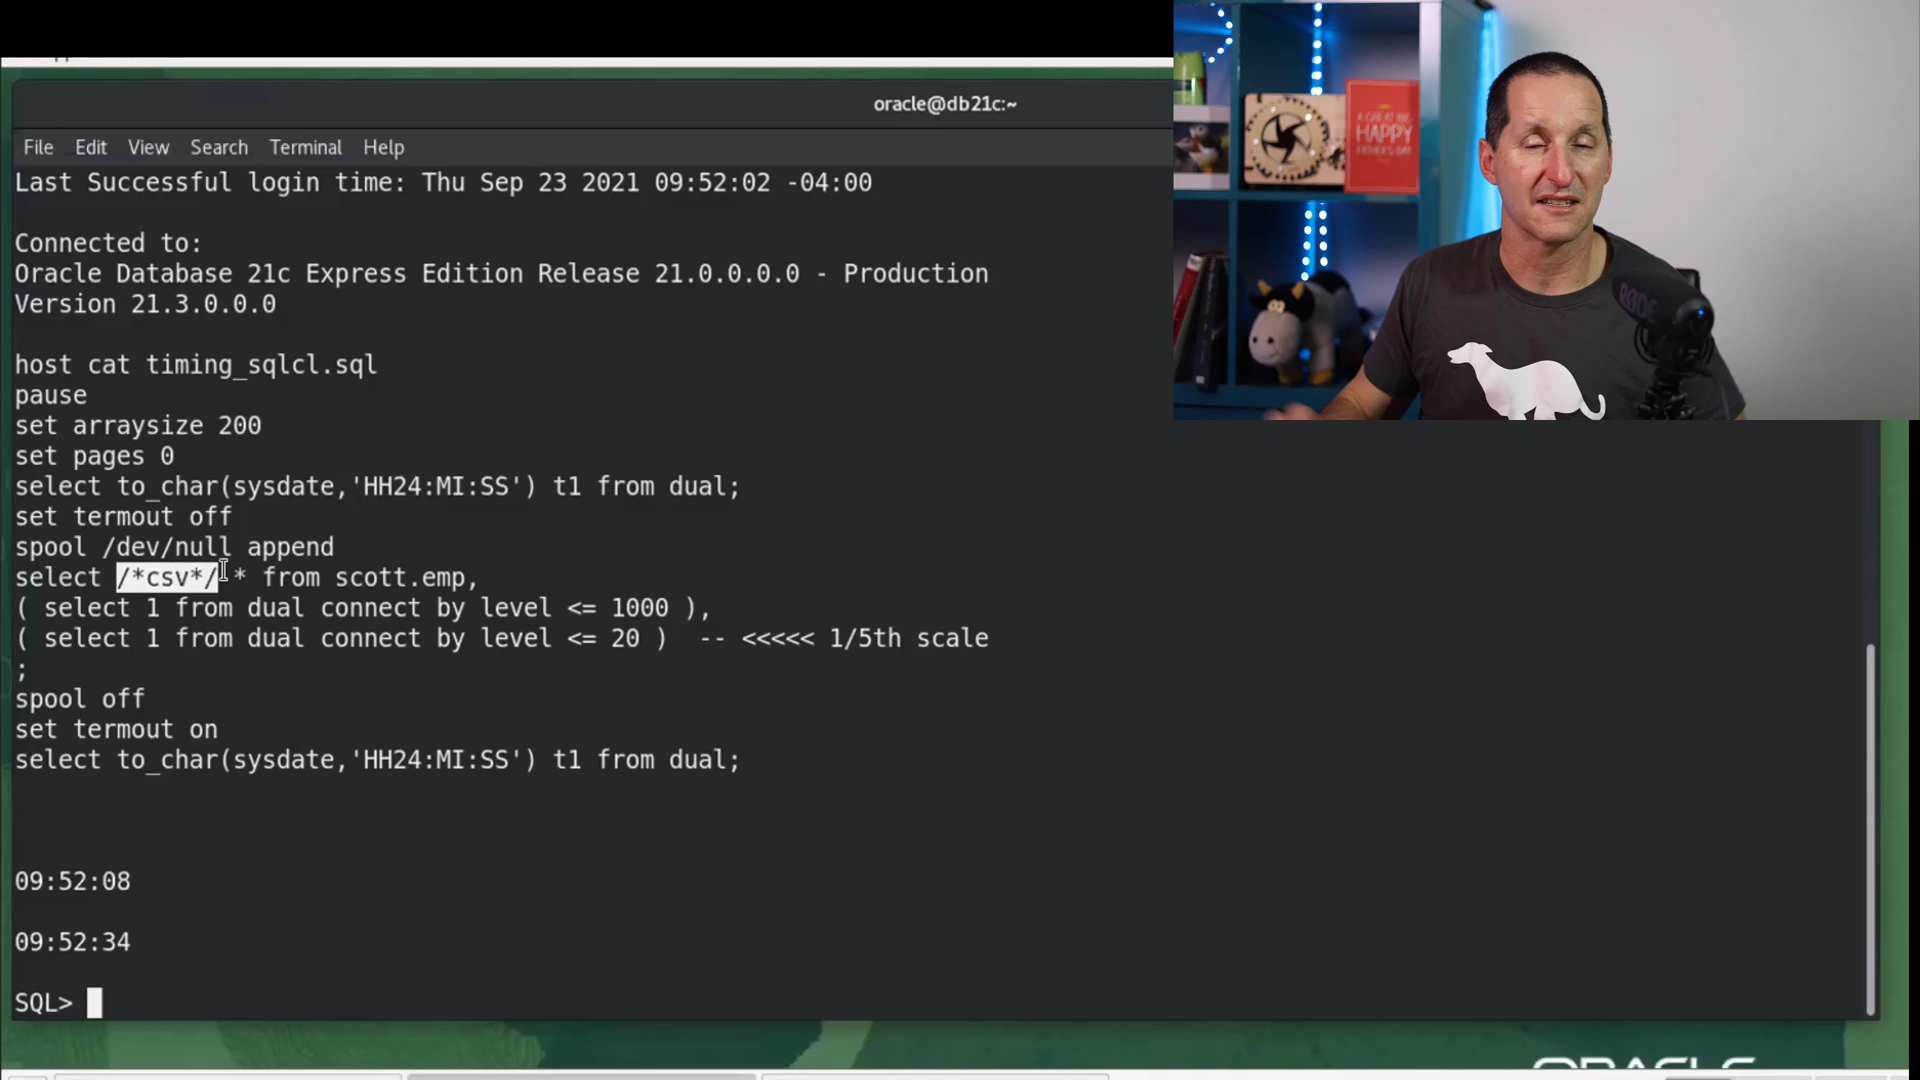 oracle@db21c:~
File Edit View Search Terminal Help
Last Successful login time: Thu Sep 23 2021 09:52:02 -04:00
Connected to:
Oracle Database 21c Express Edition Release 21.0.0.0.0 - Production
Version 21.3.0.0.0
host cat timing_sqlcl.sql
pause
set arraysize 200
set pages 0
select to_char(sysdate,'HH24:MI:SS') t1 from dual;
set termout off
spool /dev/null append
select /*csv*/ * from scott.emp,
( select 1 from dual connect by level <= 1000 ),
( select 1 from dual connect by level <= 20 )  -- <<<<< 1/5th scale
;
spool off
set termout on
select to_char(sysdate,'HH24:MI:SS') t1 from dual;
09:52:08
09:52:34
SQL>
A GREAT BIG
HAPPY
FATHER'S DAY
RODE
ORACLE